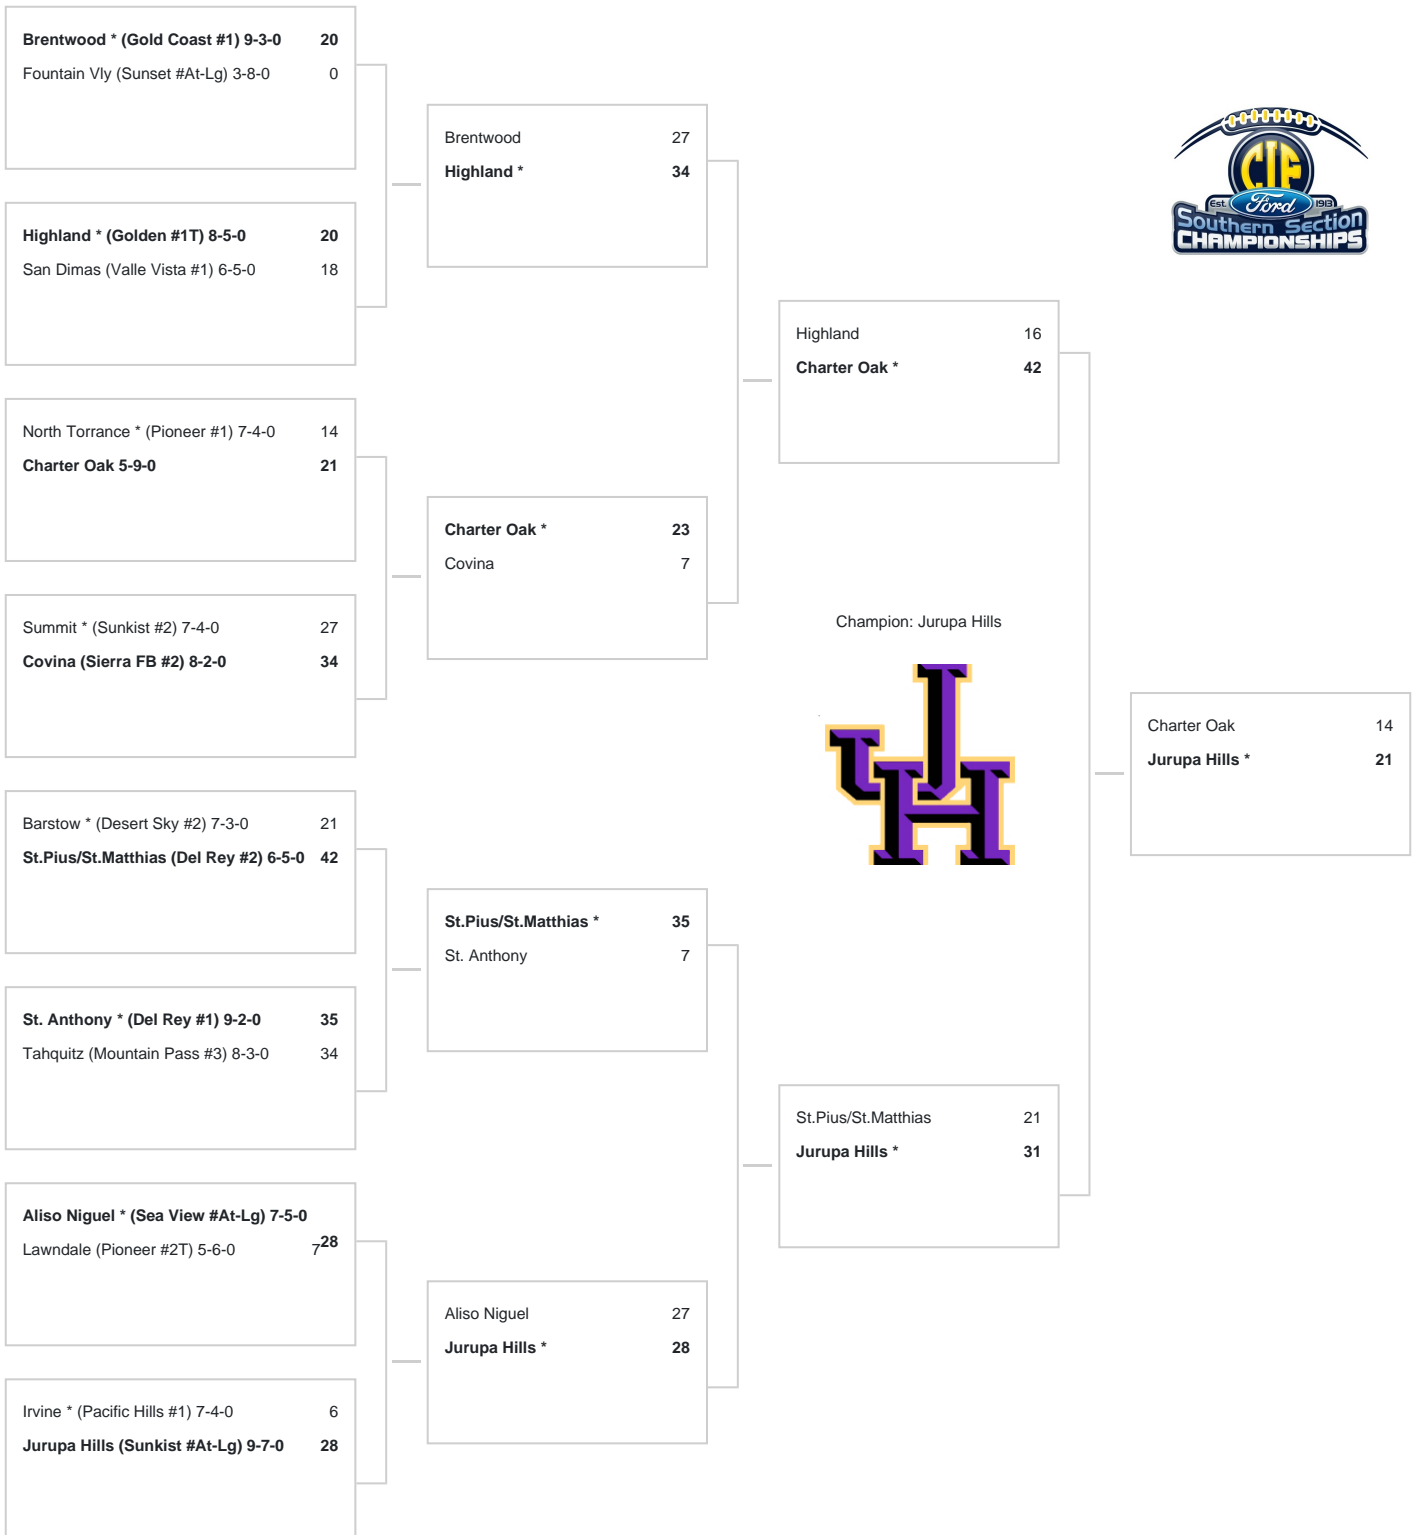 Brentwood * (Gold Coast #1) 9-3-0 20
Fountain Vly (Sunset #At-Lg) 3-8-0 0
Highland * (Golden #1T) 8-5-0 20
San Dimas (Valle Vista #1) 6-5-0 18
North Torrance * (Pioneer #1) 7-4-0 14
Charter Oak 5-9-0 21
Summit * (Sunkist #2) 7-4-0 27
Covina (Sierra FB #2) 8-2-0 34
Barstow * (Desert Sky #2) 7-3-0 21
St.Pius/St.Matthias (Del Rey #2) 6-5-0 42
St. Anthony * (Del Rey #1) 9-2-0 35
Tahquitz (Mountain Pass #3) 8-3-0 34
Aliso Niguel * (Sea View #At-Lg) 7-5-0 28
Lawndale (Pioneer #2T) 5-6-0 7
Irvine * (Pacific Hills #1) 7-4-0 6
Jurupa Hills (Sunkist #At-Lg) 9-7-0 28
Brentwood 27
Highland * 34
Charter Oak * 23
Covina 7
St.Pius/St.Matthias * 35
St. Anthony 7
Aliso Niguel 27
Jurupa Hills * 28
Highland 16
Charter Oak * 42
St.Pius/St.Matthias 21
Jurupa Hills * 31
Champion: Jurupa Hills
JH
Charter Oak 14
Jurupa Hills * 21
CIF
Est. Ford 1913
Southern Section
CHAMPIONSHIPS